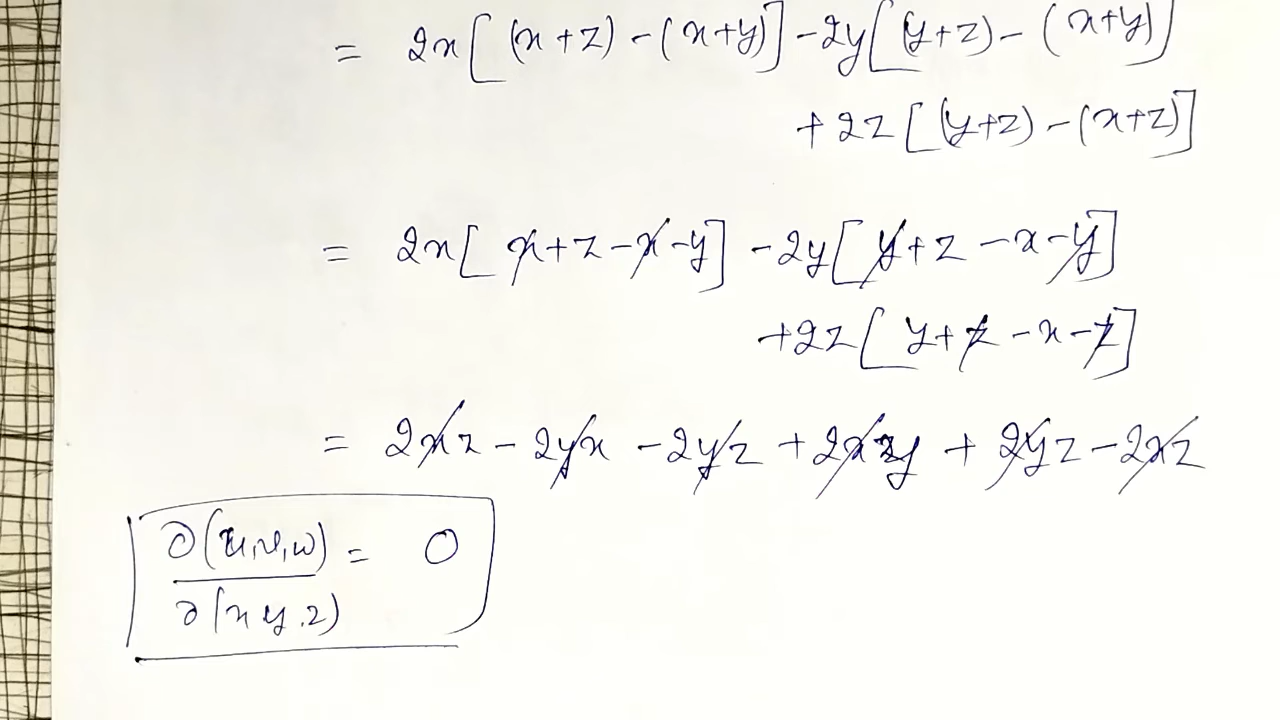 = 2x[(x+z)-(x+y)]-2y[(y+z)-(x+y)]
+2z[(y+z)-(x+z)]
= 2x[x+z-x-y]-2y[y+z-x-y]
+2z[y+z-x-z]
= 2xz-2yx-2yz+2xy+2yz-2xz
∂(u,v,w) = 0
∂(x y.z)